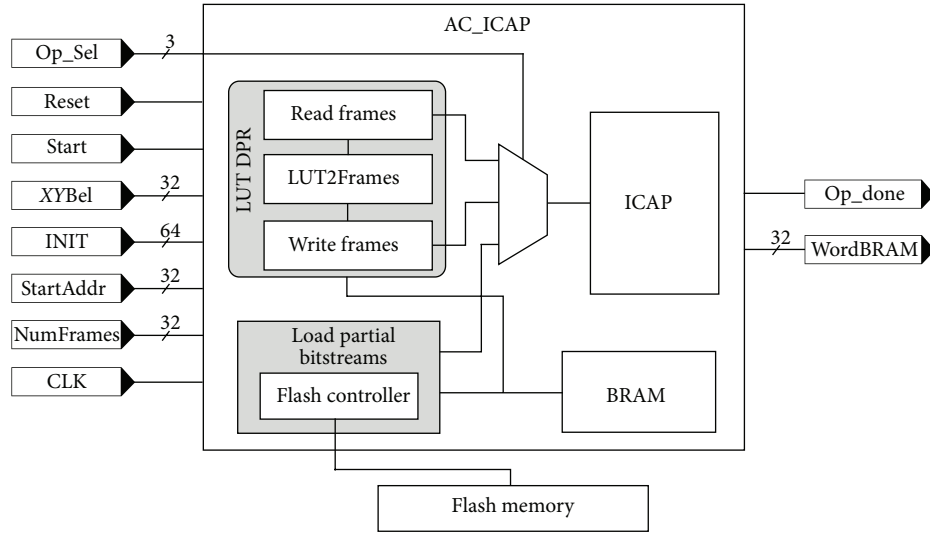 AC_ICAP
Op_Sel
3
Reset
Start
XYBel
32
INIT
64
StartAddr
32
NumFrames
32
CLK
LUT DPR
Read frames
LUT2Frames
Write frames
Load partial
bitstreams
Flash controller
ICAP
BRAM
Op_done
32
WordBRAM
Flash memory